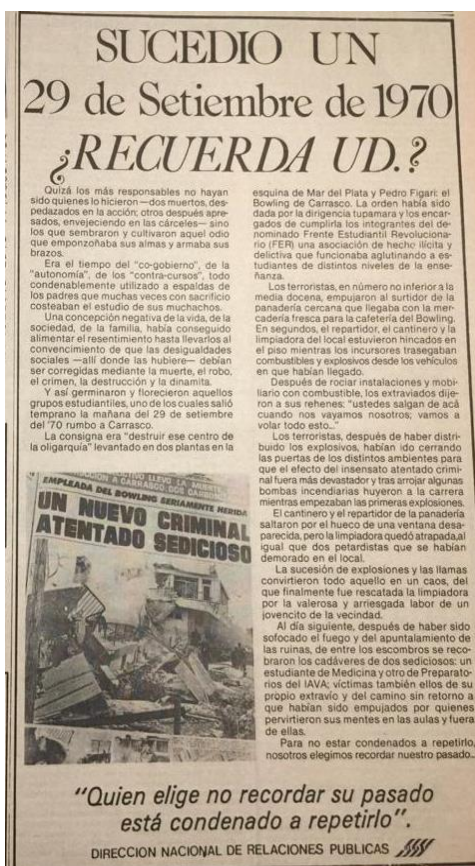 SUCEDIO UN
29 de Setiembre de 1970
¿RECUERDA UD.?
Quizá los más responsables no hayan
sido quienes lo hicieron —dos muertos, des-
pedazados en la acción; otros después apre-
sados, envejeciendo en las cárceles— sino
los que sembraron y cultivaron aquel odio
que emponzoñaba sus almas y armaba sus
brazos.
Era el tiempo del "co-gobierno", de la
"autonomía", de los "contra-cursos", todo
condenablemente utilizado a espaldas de
los padres que muchas veces con sacrificio
costeaban el estudio de sus muchachos.
Una concepción negativa de la vida, de la
sociedad, de la familia, había conseguido
alimentar el resentimiento hasta llevarlos al
convencimiento de que las desigualdades
sociales —allí donde las hubiere— debían
ser corregidas mediante la muerte, el robo,
el crimen, la destrucción y la dinamita.
Y así germinaron y florecieron aquellos
grupos estudiantiles, uno de los cuales salió
temprano la mañana del 29 de setiembre
del '70 rumbo a Carrasco.
La consigna era "destruir ese centro de
la oligarquía" levantado en dos plantas en la
EMPLEADA DEL BOWLING SERIAMENTE HERIDA
UN NUEVO CRIMINAL
ATENTADO SEDICIOSO
esquina de Mar del Plata y Pedro Figari: el
Bowling de Carrasco. La orden había sido
dada por la dirigencia tupamara y los encar-
gados de cumplirla los integrantes del de-
nominado Frente Estudiantil Revoluciona-
rio (FER) una asociación de hecho ilícita y
delictiva que funcionaba aglutinando a es-
tudiantes de distintos niveles de la ense-
ñanza.
Los terroristas, en número no inferior a la
media docena, empujaron al surtidor de la
panadería cercana que llegaba con la mer-
cadería fresca para la cafetería del Bowling.
En segundos, el repartidor, el cantinero y la
limpiadora del local estuvieron hincados en
el piso mientras los incursores trasegaban
combustibles y explosivos desde los vehículos
en que habían llegado.
Después de rociar instalaciones y mobi-
liario con combustible, los extraviados dije-
ron a sus rehenes: "ustedes salgan de acá
cuando nos vayamos nosotros; vamos a
volar todo esto..."
Los terroristas, después de haber distri-
buido los explosivos, habían ido cerrando
las puertas de los distintos ambientes para
que el efecto del insensato atentado crimi-
nal fuera más devastador y tras arrojar algunas
bombas incendiarias huyeron a la carrera
mientras empezaban las primeras explosiones.
El cantinero y el repartidor de la panadería
saltaron por el hueco de una ventana desa-
parecida, pero la limpiadora quedó atrapada,al
igual que dos petardistas que se habían
demorado en el local.
La sucesión de explosiones y las llamas
convirtieron todo aquello en un caos, del
que finalmente fue rescatada la limpiadora
por la valerosa y arriesgada labor de un
jovencito de la vecindad.
Al día siguiente, después de haber sido
sofocado el fuego y del apuntalamiento de
las ruinas, de entre los escombros se reco-
braron los cadáveres de dos sediciosos: un
estudiante de Medicina y otro de Preparato-
rios del IAVA; víctimas también ellos de su
propio extravío y del camino sin retorno a
que habían sido empujados por quienes
pervirtieron sus mentes en las aulas y fuera
de ellas.
Para no estar condenados a repetirlo,
nosotros elegimos recordar nuestro pasado..
"Quien elige no recordar su pasado
está condenado a repetirlo".
DIRECCION NACIONAL DE RELACIONES PUBLICAS